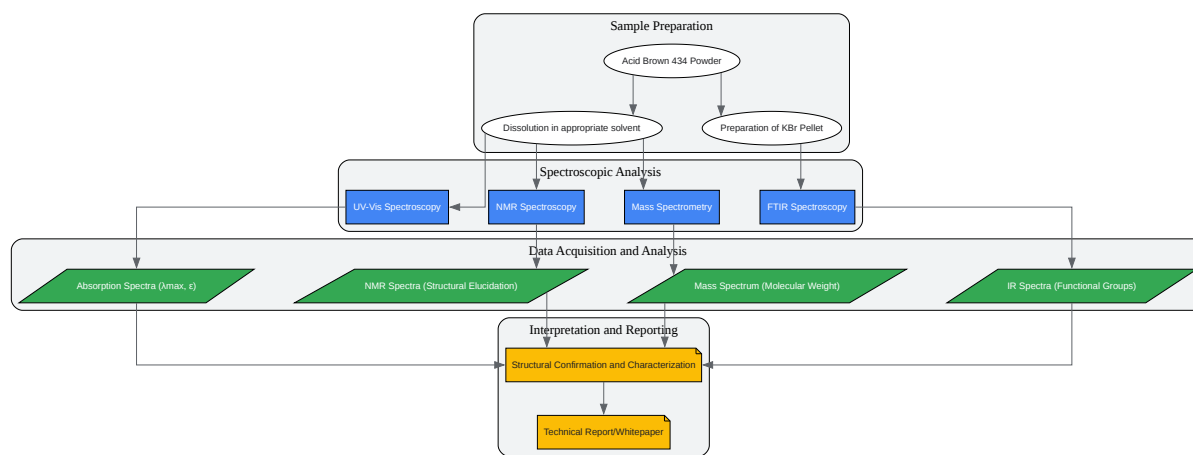 Sample Preparation
Acid Brown 434 Powder
Dissolution in appropriate solvent
Preparation of KBr Pellet
Spectroscopic Analysis
UV-Vis Spectroscopy
NMR Spectroscopy
Mass Spectrometry
FTIR Spectroscopy
Data Acquisition and Analysis
Absorption Spectra (λmax, ε)
NMR Spectra (Structural Elucidation)
Mass Spectrum (Molecular Weight)
IR Spectra (Functional Groups)
Interpretation and Reporting
Structural Confirmation and Characterization
Technical Report/Whitepaper